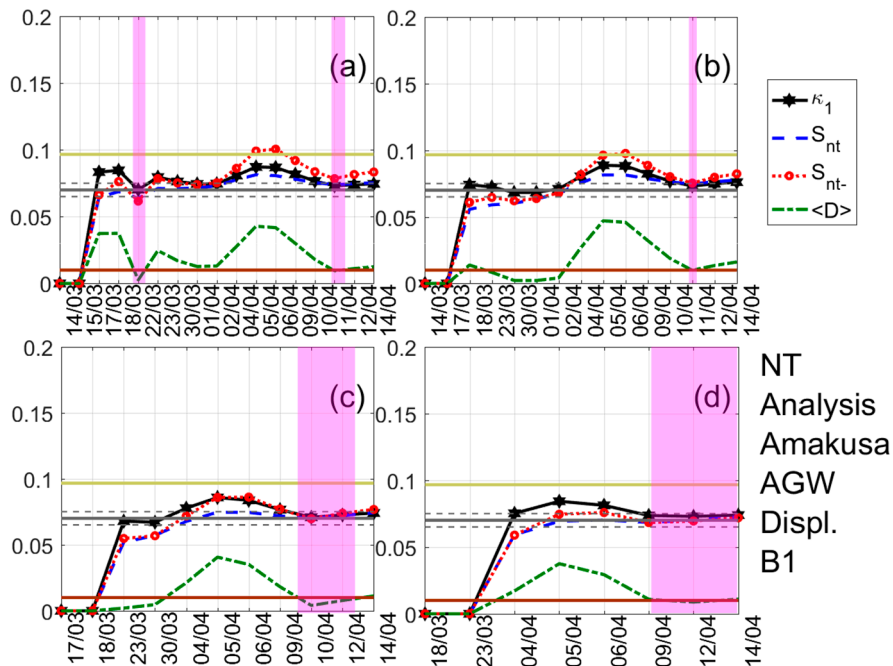 0.2
0.15
0.1
0.05
0
(a)
14/03 15/03 17/03 18/03 22/03 23/03 30/03 01/04 02/04 04/04 05/04 06/04 09/04 10/04 11/04 12/04 14/04
0.2
0.15
0.1
0.05
0
(b)
14/03 17/03 18/03 23/03 30/03 01/04 02/04 04/04 05/04 06/04 09/04 10/04 11/04 12/04 14/04
κ1
Snt
Snt-
<D>
0.2
0.15
0.1
0.05
0
(c)
17/03 18/03 23/03 02/04 04/04 05/04 06/04 09/04 10/04 12/04 14/04
0.2
0.15
0.1
0.05
0
(d)
18/03 23/03 04/04 05/04 06/04 09/04 12/04 14/04
NT
Analysis
Amakusa
AGW
Displ.
B1